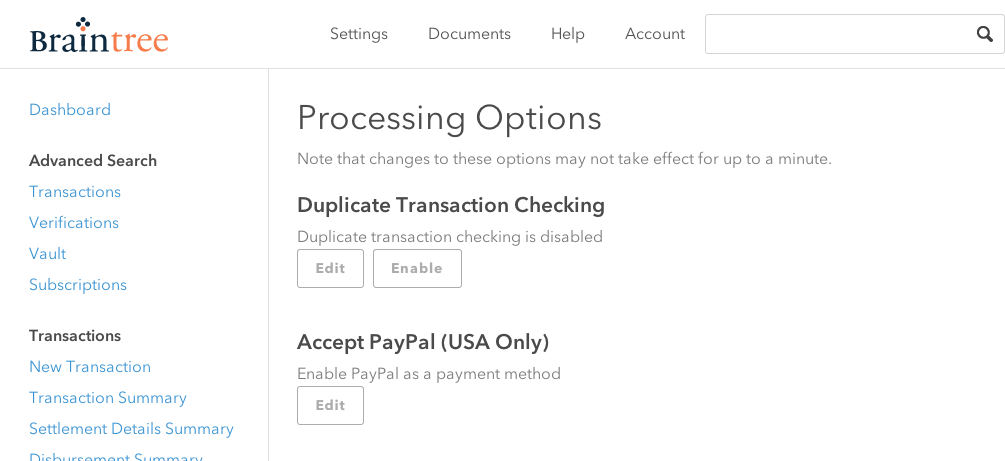 Braintree
Settings Documents Help Account
Dashboard
Advanced Search
Transactions
Verifications
Vault
Subscriptions
Transactions
New Transaction
Transaction Summary
Settlement Details Summary
Disbursement Summary
Processing Options
Note that changes to these options may not take effect for up to a minute.
Duplicate Transaction Checking
Duplicate transaction checking is disabled
Edit Enable
Accept PayPal (USA Only)
Enable PayPal as a payment method
Edit